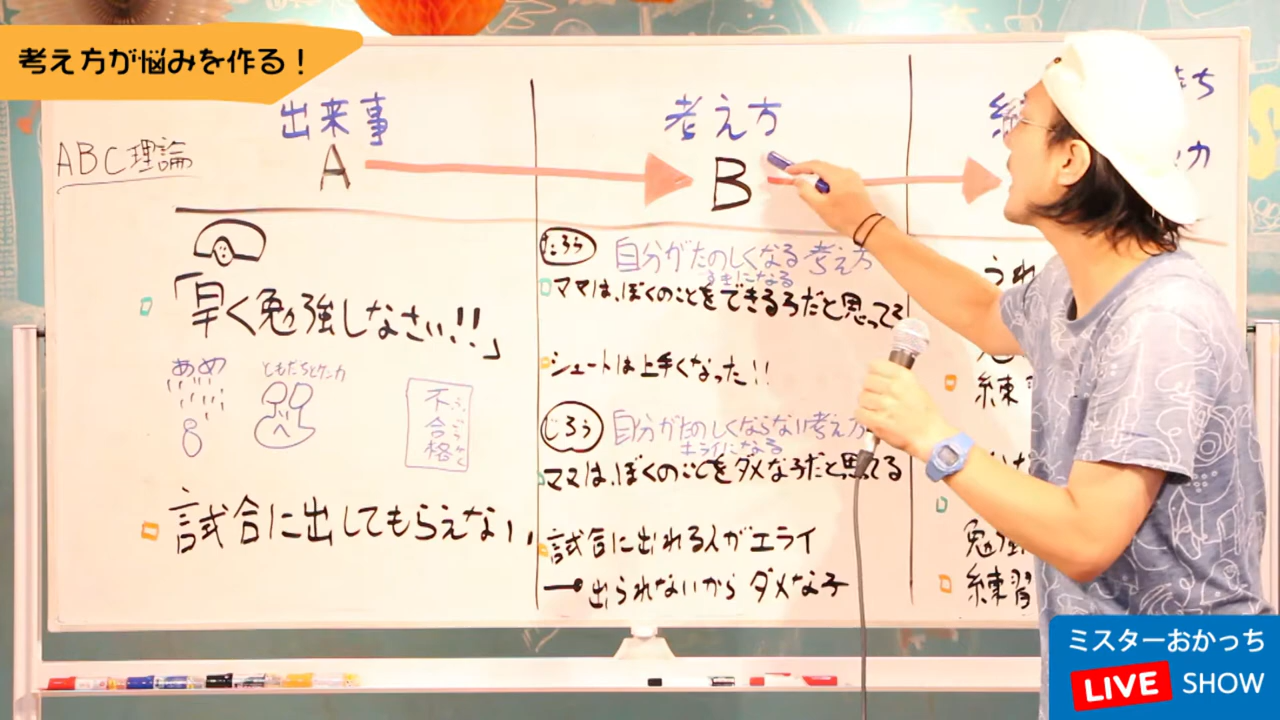 考え方が悩みを作る！
ABC理論
出来事
A
考え方
B
「早く勉強しなさい!!」
あめ
ともだちとケンカ
不合格
試合に出してもらえない
たろう
自分がたのしくなる考え方
すきになる
ママは、ぼくのことをできる子だと思ってる
シュートは上手くなった!!
じろう
自分がたのしくならない考え方
キライになる
ママは、ぼくのことをダメな子だと思ってる
試合に出れる人がエライ
→出られないから ダメな子
うれ
練
勉強
練習
ミスターおかっち
LIVE SHOW